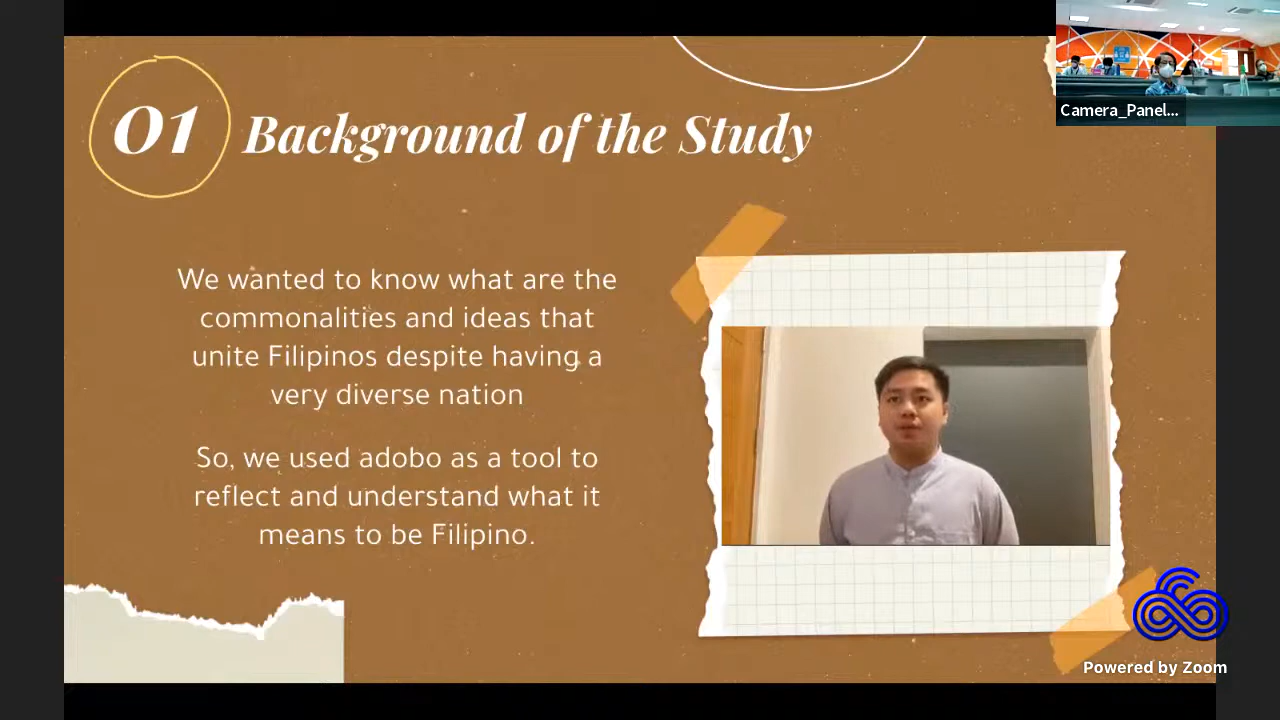 01 Background of the Study
Camera_Panel...
We wanted to know what are the
commonalities and ideas that
unite Filipinos despite having a
very diverse nation
So, we used adobo as a tool to
reflect and understand what it
means to be Filipino.
Powered by Zoom